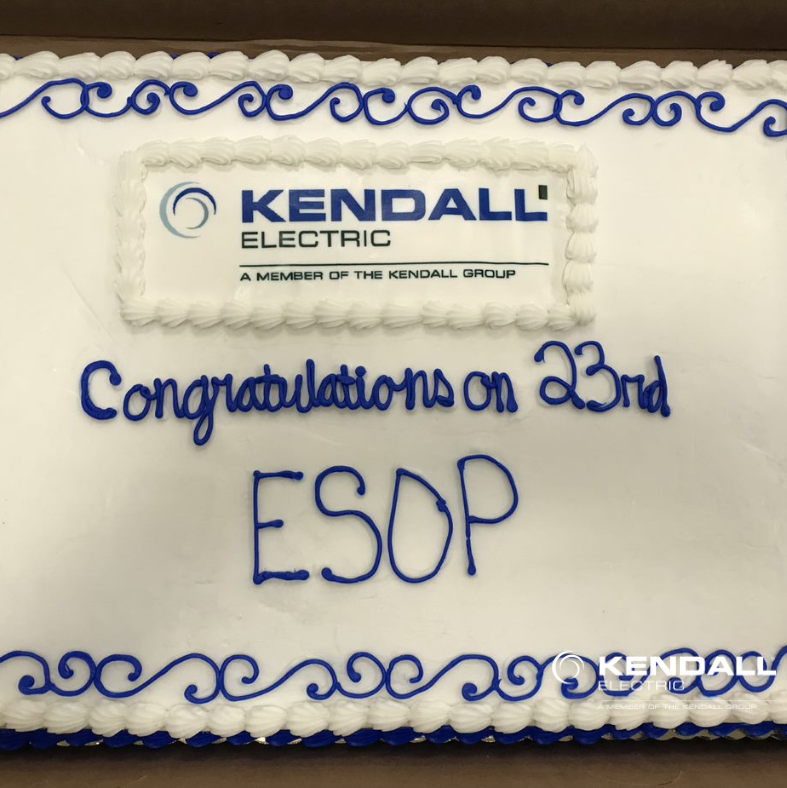 KENDALL
ELECTRIC
A MEMBER OF THE KENDALL GROUP
Congratulations on 23rd
ESOP
KENDALL
ELECTRIC
A MEMBER OF THE KENDALL GROUP